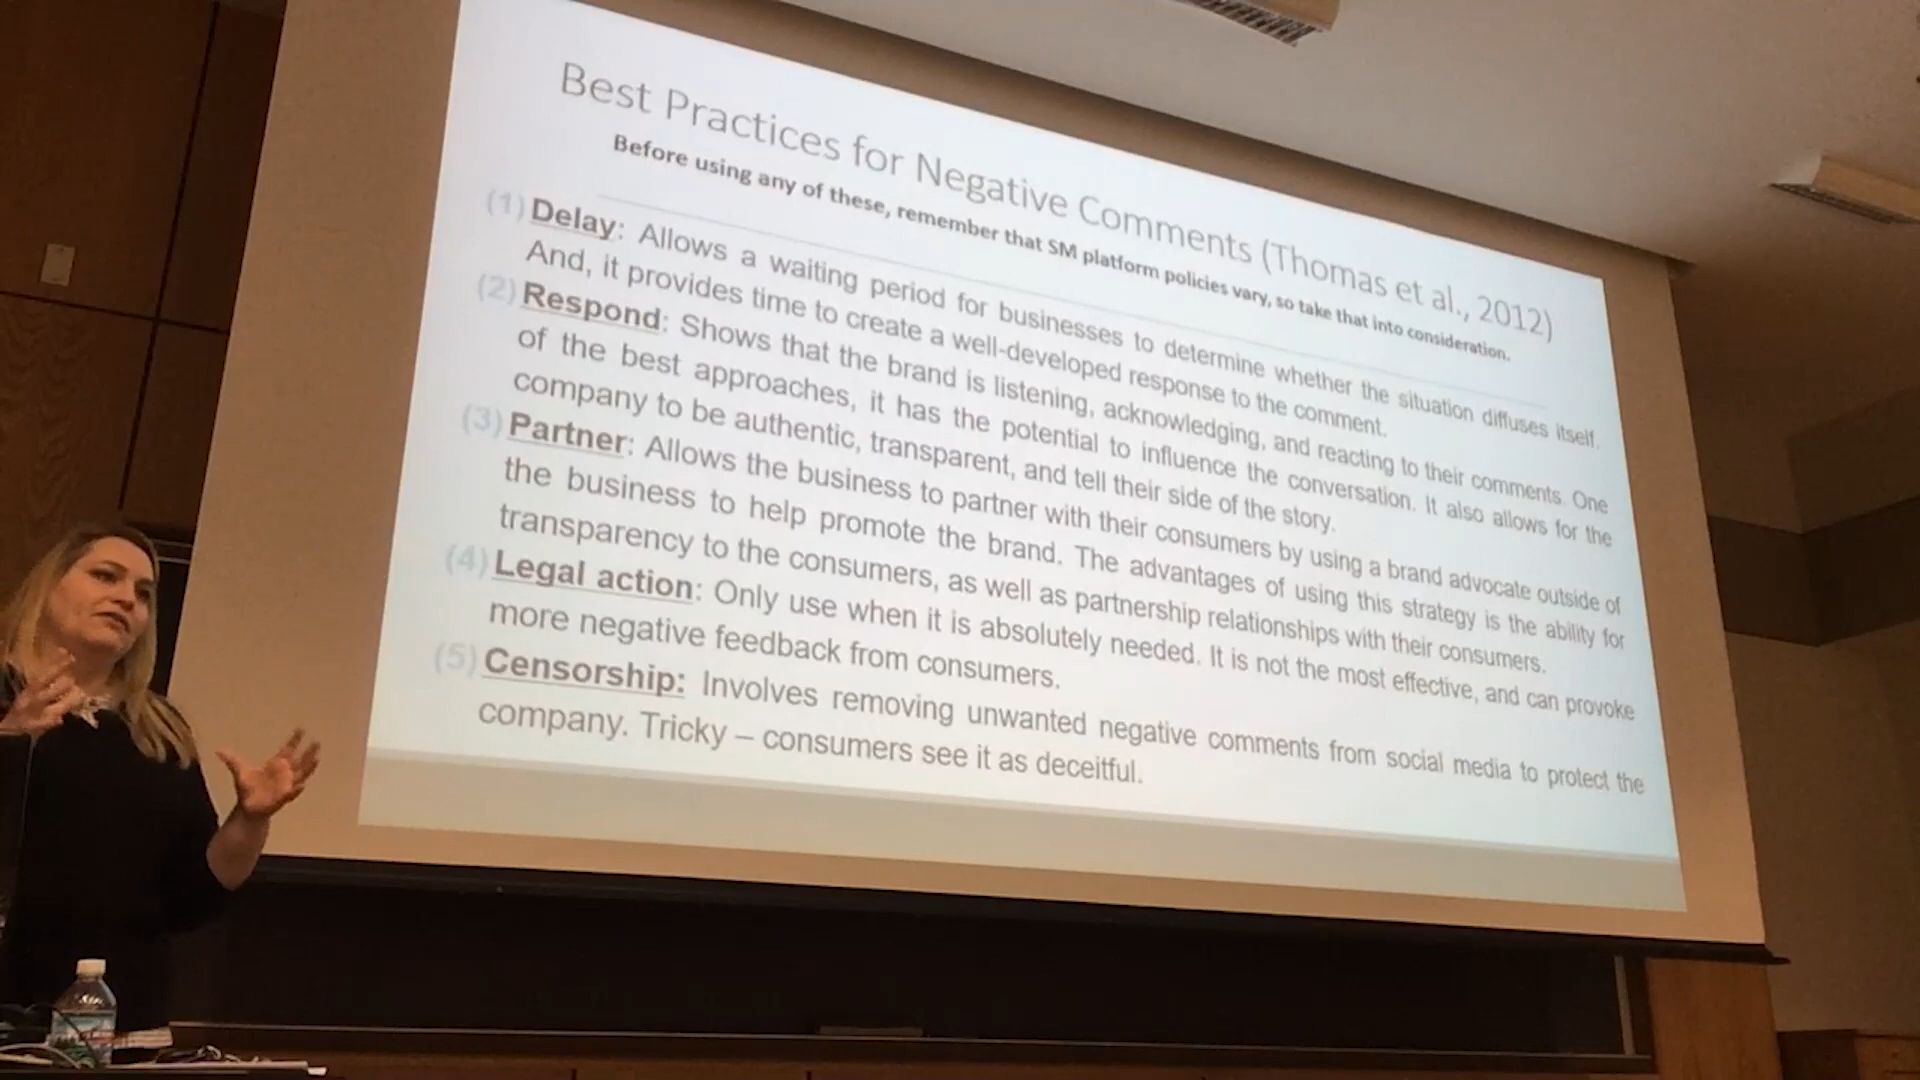 Best Practices for Negative Comments (Thomas et al., 2012)
Before using any of these, remember that SM platform policies vary, so take that into consideration.
(1) Delay: Allows a waiting period for businesses to determine whether the situation diffuses itself.
And, it provides time to create a well-developed response to the comment.
(2) Respond: Shows that the brand is listening, acknowledging, and reacting to their comments. One
of the best approaches, it has the potential to influence the conversation. It also allows for the
company to be authentic, transparent, and tell their side of the story.
(3) Partner: Allows the business to partner with their consumers by using a brand advocate outside of
the business to help promote the brand. The advantages of using this strategy is the ability for
transparency to the consumers, as well as partnership relationships with their consumers.
(4) Legal action: Only use when it is absolutely needed. It is not the most effective, and can provoke
more negative feedback from consumers.
(5) Censorship: Involves removing unwanted negative comments from social media to protect the
company. Tricky – consumers see it as deceitful.